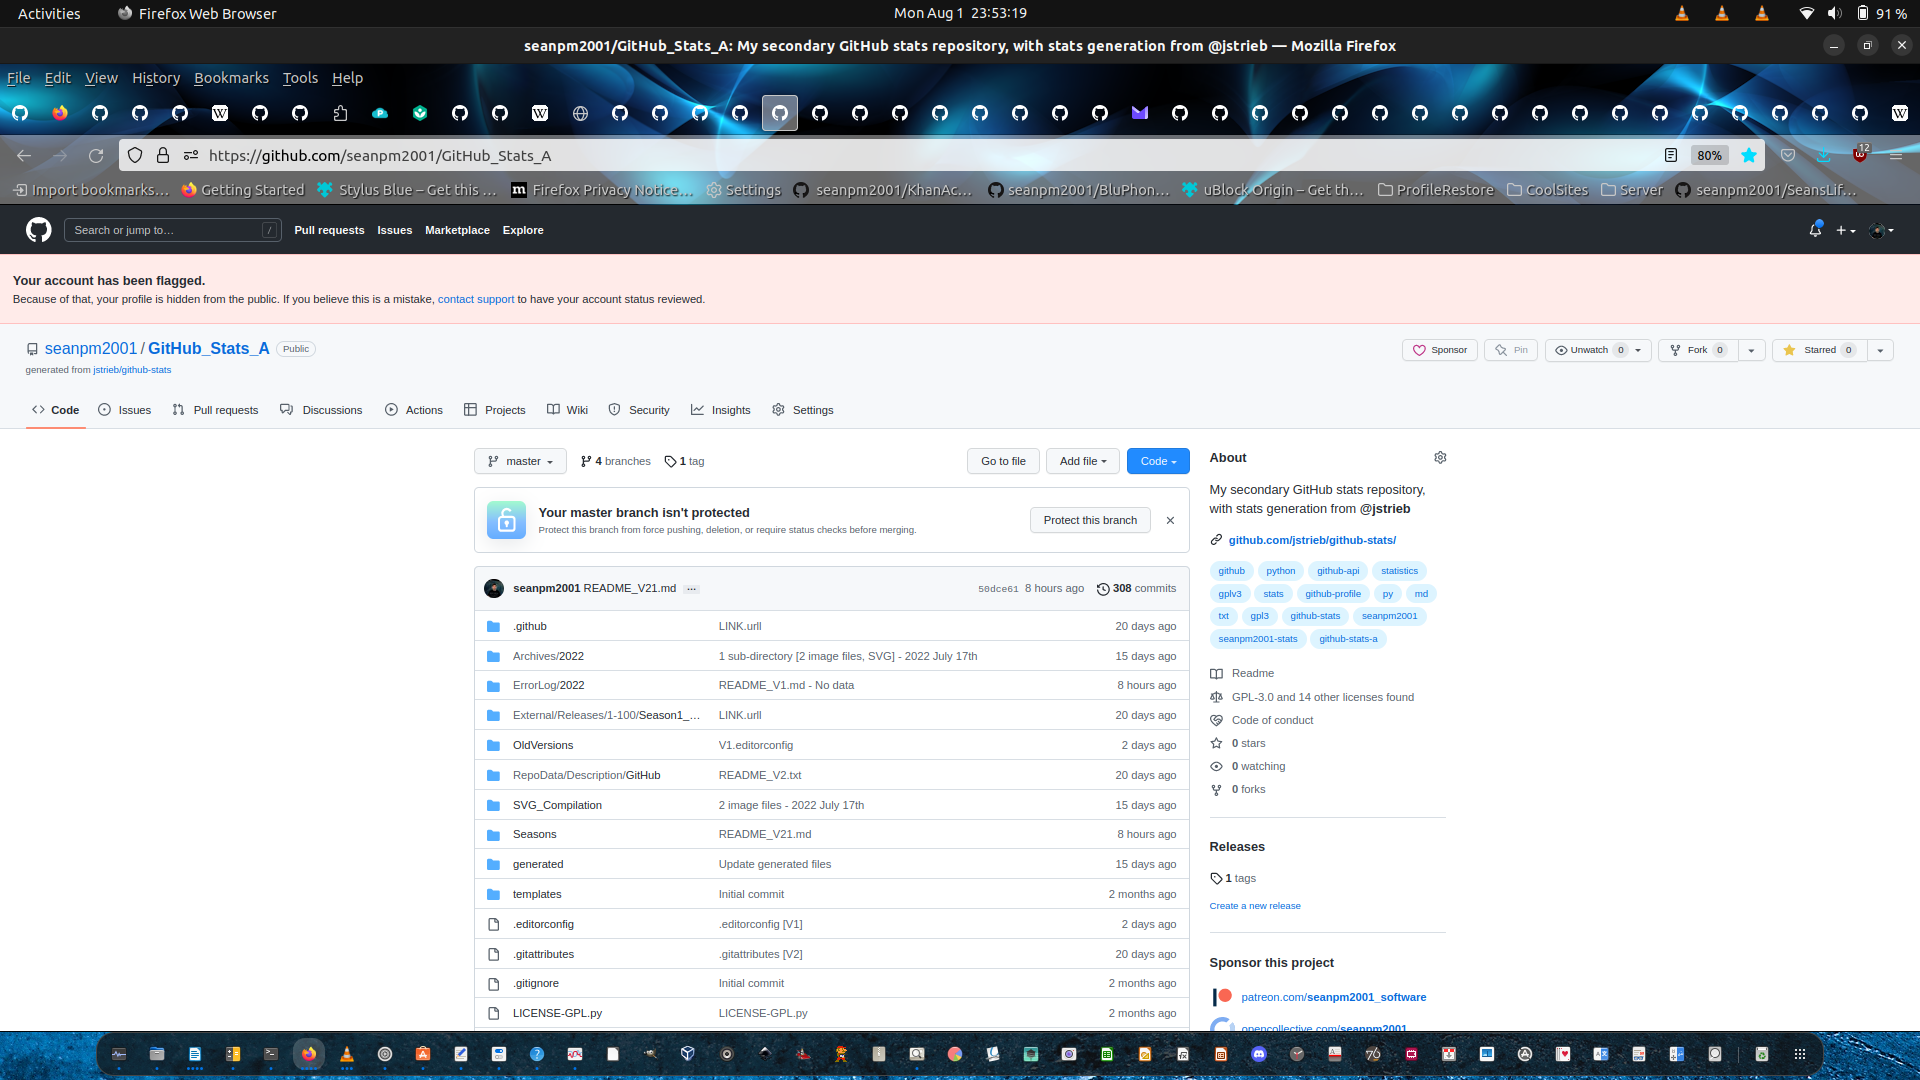 Activities Firefox Web Browser Mon Aug 1 23:53:19 91 %
seanpm2001/GitHub_Stats_A: My secondary GitHub stats repository, with stats generation from @jstrieb — Mozilla Firefox
File Edit View History Bookmarks Tools Help
https://github.com/seanpm2001/GitHub_Stats_A 80% 12
Import bookmarks… Getting Started Stylus Blue – Get this … Firefox Privacy Notice… Settings seanpm2001/KhanAc… seanpm2001/BluPhon… uBlock Origin – Get th… ProfileRestore CoolSites Server seanpm2001/SeansLif…
Search or jump to… / Pull requests Issues Marketplace Explore
Your account has been flagged.
Because of that, your profile is hidden from the public. If you believe this is a mistake, contact support to have your account status reviewed.
seanpm2001 / GitHub_Stats_A Public
Sponsor Pin Unwatch 0 Fork 0 Starred 0
generated from jstrieb/github-stats
Code Issues Pull requests Discussions Actions Projects Wiki Security Insights Settings
master 4 branches 1 tag Go to file Add file Code
Your master branch isn't protected
Protect this branch from force pushing, deletion, or require status checks before merging.
Protect this branch
seanpm2001 README_V21.md ... 50dce61 8 hours ago 308 commits
.github LINK.urll 20 days ago
Archives/2022 1 sub-directory [2 image files, SVG] - 2022 July 17th 15 days ago
ErrorLog/2022 README_V1.md - No data 8 hours ago
External/Releases/1-100/Season1_… LINK.urll 20 days ago
OldVersions V1.editorconfig 2 days ago
RepoData/Description/GitHub README_V2.txt 20 days ago
SVG_Compilation 2 image files - 2022 July 17th 15 days ago
Seasons README_V21.md 8 hours ago
generated Update generated files 15 days ago
templates Initial commit 2 months ago
.editorconfig .editorconfig [V1] 2 days ago
.gitattributes .gitattributes [V2] 20 days ago
.gitignore Initial commit 2 months ago
LICENSE-GPL.py LICENSE-GPL.py 2 months ago
About
My secondary GitHub stats repository,
with stats generation from @jstrieb
github.com/jstrieb/github-stats/
github python github-api statistics
gplv3 stats github-profile py md
txt gpl3 github-stats seanpm2001
seanpm2001-stats github-stats-a
Readme
GPL-3.0 and 14 other licenses found
Code of conduct
0 stars
0 watching
0 forks
Releases
1 tags
Create a new release
Sponsor this project
patreon.com/seanpm2001_software
opencollective.com/seanpm2001